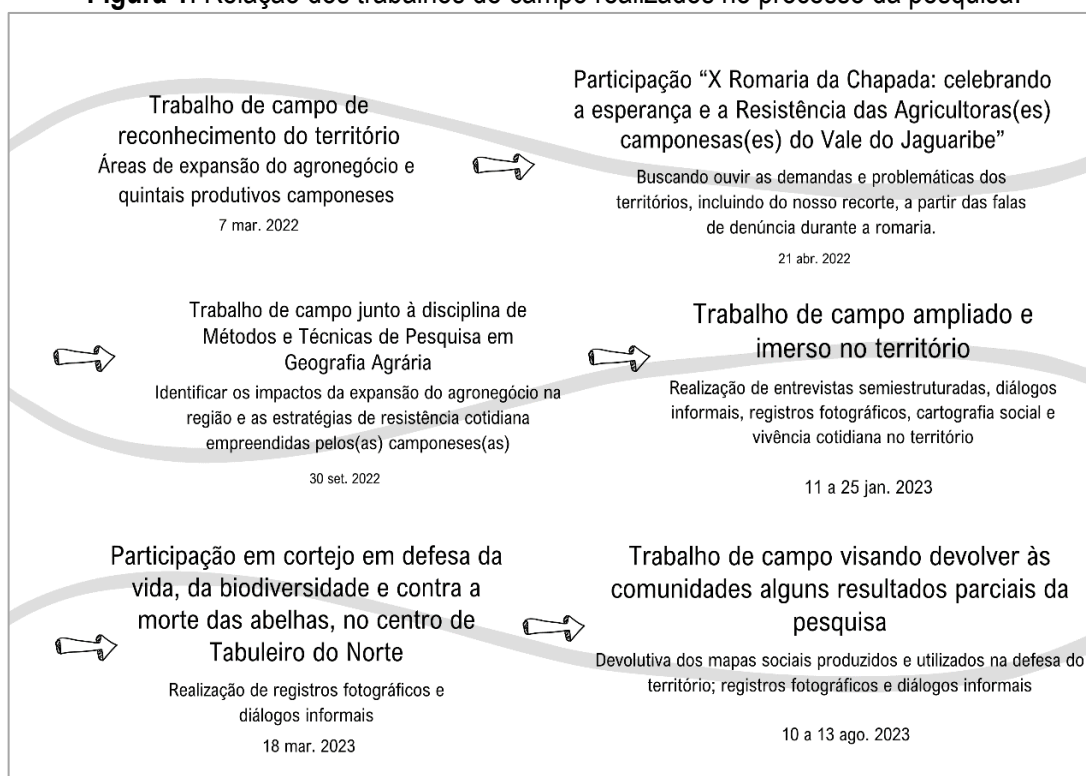 Figura 1. Relação dos trabalhos de campo realizados no processo da pesquisa.
Trabalho de campo de
reconhecimento do território
Áreas de expansão do agronegócio e
quintais produtivos camponeses
7 mar. 2022
Participação “X Romaria da Chapada: celebrando
a esperança e a Resistência das Agricultoras(es)
camponesas(es) do Vale do Jaguaribe”
Buscando ouvir as demandas e problemáticas dos
territórios, incluindo do nosso recorte, a partir das falas
de denúncia durante a romaria.
21 abr. 2022
Trabalho de campo junto à disciplina de
Métodos e Técnicas de Pesquisa em
Geografia Agrária
Identificar os impactos da expansão do agronegócio na
região e as estratégias de resistência cotidiana
empreendidas pelos(as) camponeses(as)
30 set. 2022
Trabalho de campo ampliado e
imerso no território
Realização de entrevistas semiestruturadas, diálogos
informais, registros fotográficos, cartografia social e
vivência cotidiana no território
11 a 25 jan. 2023
Participação em cortejo em defesa da
vida, da biodiversidade e contra a
morte das abelhas, no centro de
Tabuleiro do Norte
Realização de registros fotográficos e
diálogos informais
18 mar. 2023
Trabalho de campo visando devolver às
comunidades alguns resultados parciais da
pesquisa
Devolutiva dos mapas sociais produzidos e utilizados na defesa do
território; registros fotográficos e diálogos informais
10 a 13 ago. 2023